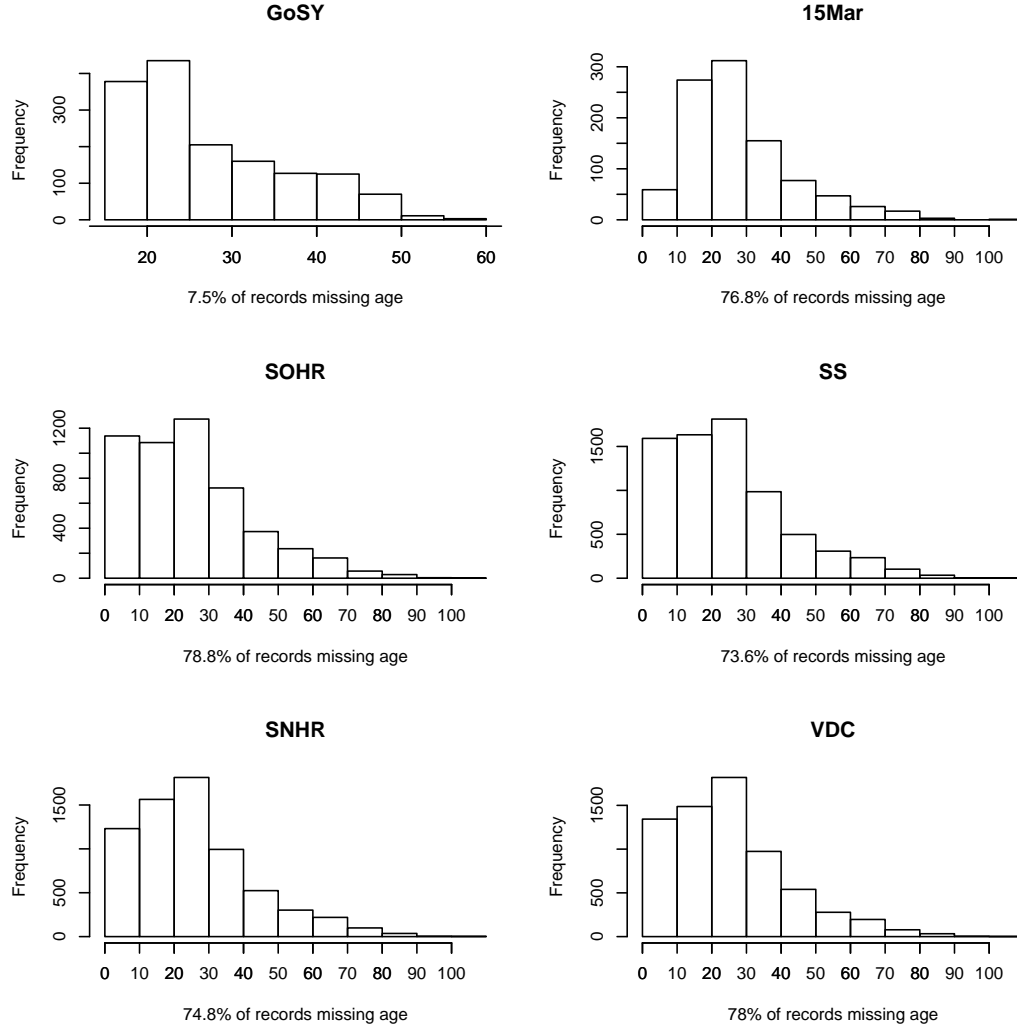 GoSY
Frequency
0 100 300
20 30 40 50 60
7.5% of records missing age
15Mar
Frequency
0 100 200 300
0 10 20 30 40 50 60 70 80 90 100
76.8% of records missing age
SOHR
Frequency
0 400 800 1200
0 10 20 30 40 50 60 70 80 90 100
78.8% of records missing age
SS
Frequency
0 500 1500
0 10 20 30 40 50 60 70 80 90 100
73.6% of records missing age
SNHR
Frequency
0 500 1500
0 10 20 30 40 50 60 70 80 90 100
74.8% of records missing age
VDC
Frequency
0 500 1500
0 10 20 30 40 50 60 70 80 90 100
78% of records missing age